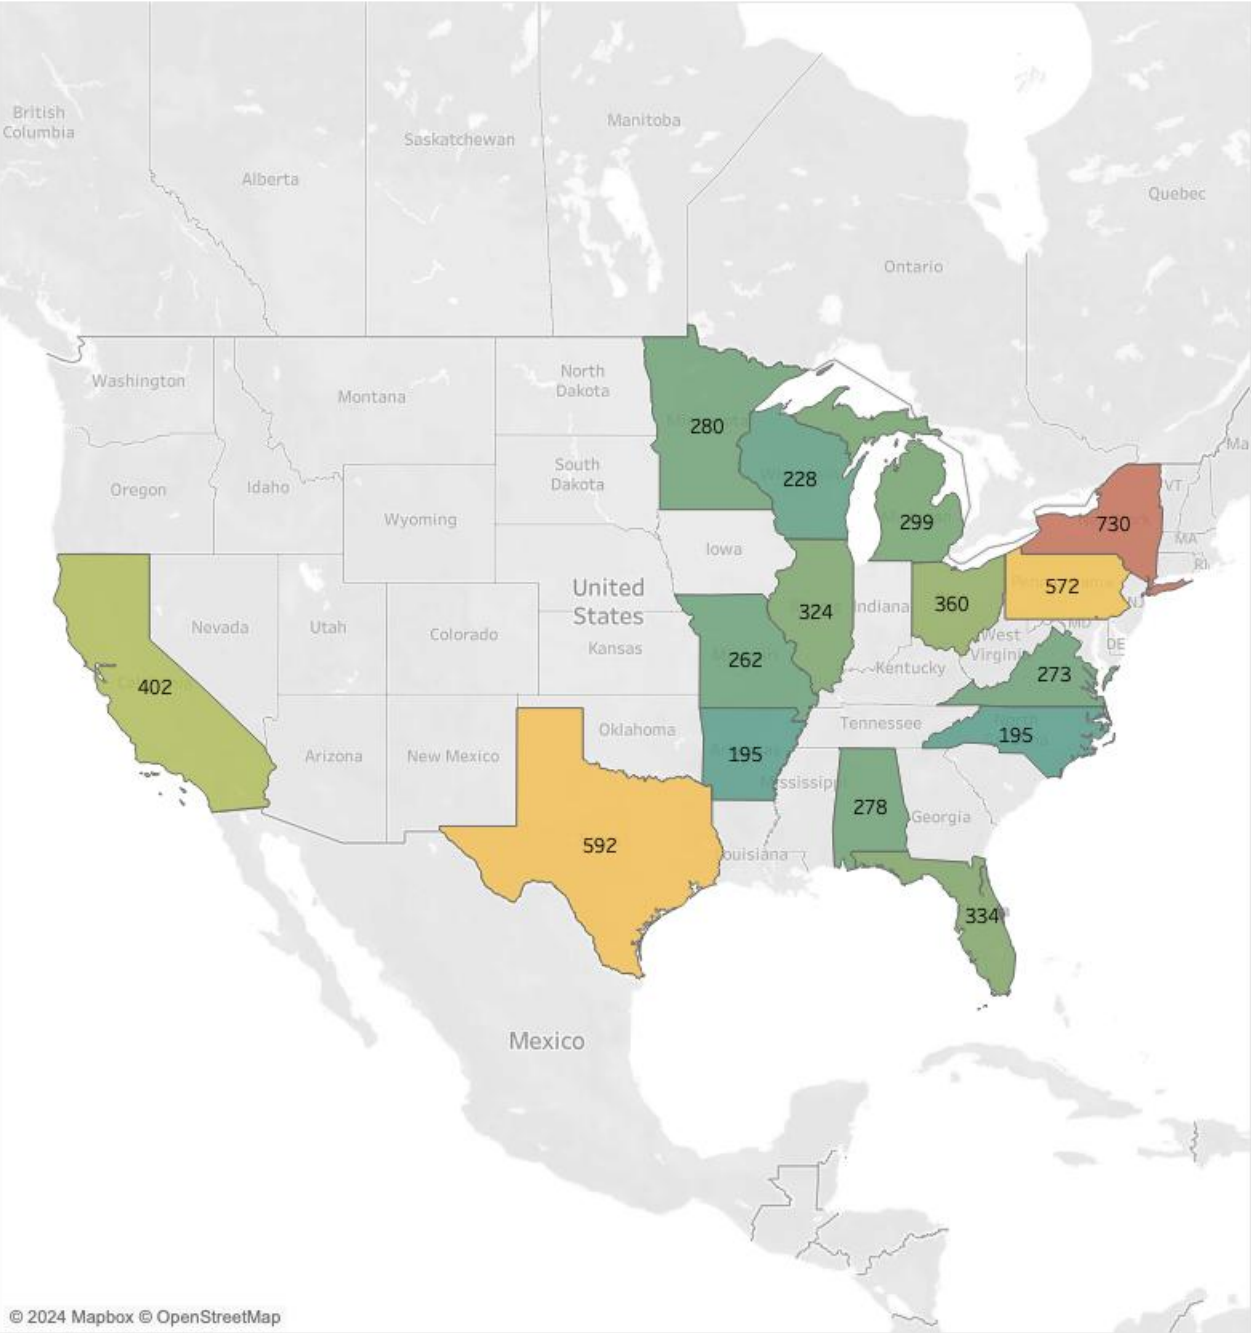 British
Columbia
Alberta
Saskatchewan
Manitoba
Ontario
Quebec
Washington
Montana
North
Dakota
280
Ma
Oregon
Idaho
South
Dakota
Wyoming
228
299
VT
730
MA
Iowa
RI
United
States
572
NJ
Nevada
Utah
Colorado
Kansas
324
Indiana
360
MD
West
Virgini
DE
402
262
Kentucky
273
Arizona
New Mexico
Oklahoma
195
Tennessee
North
195
Mississippi
278
Georgia
592
ouisiana
334
Mexico
© 2024 Mapbox © OpenStreetMap